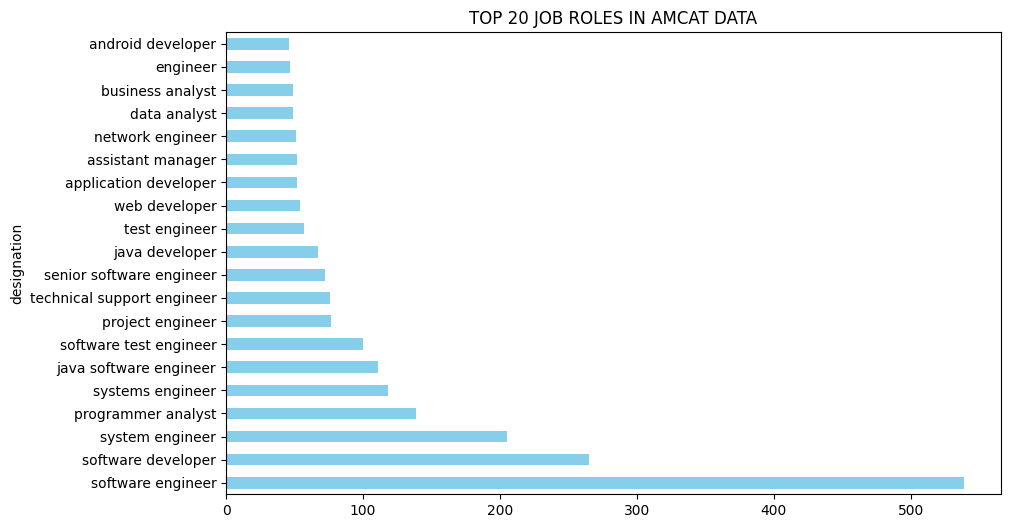 TOP 20 JOB ROLES IN AMCAT DATA
designation
android developer
engineer
business analyst
data analyst
network engineer
assistant manager
application developer
web developer
test engineer
java developer
senior software engineer
technical support engineer
project engineer
software test engineer
java software engineer
systems engineer
programmer analyst
system engineer
software developer
software engineer
0 100 200 300 400 500